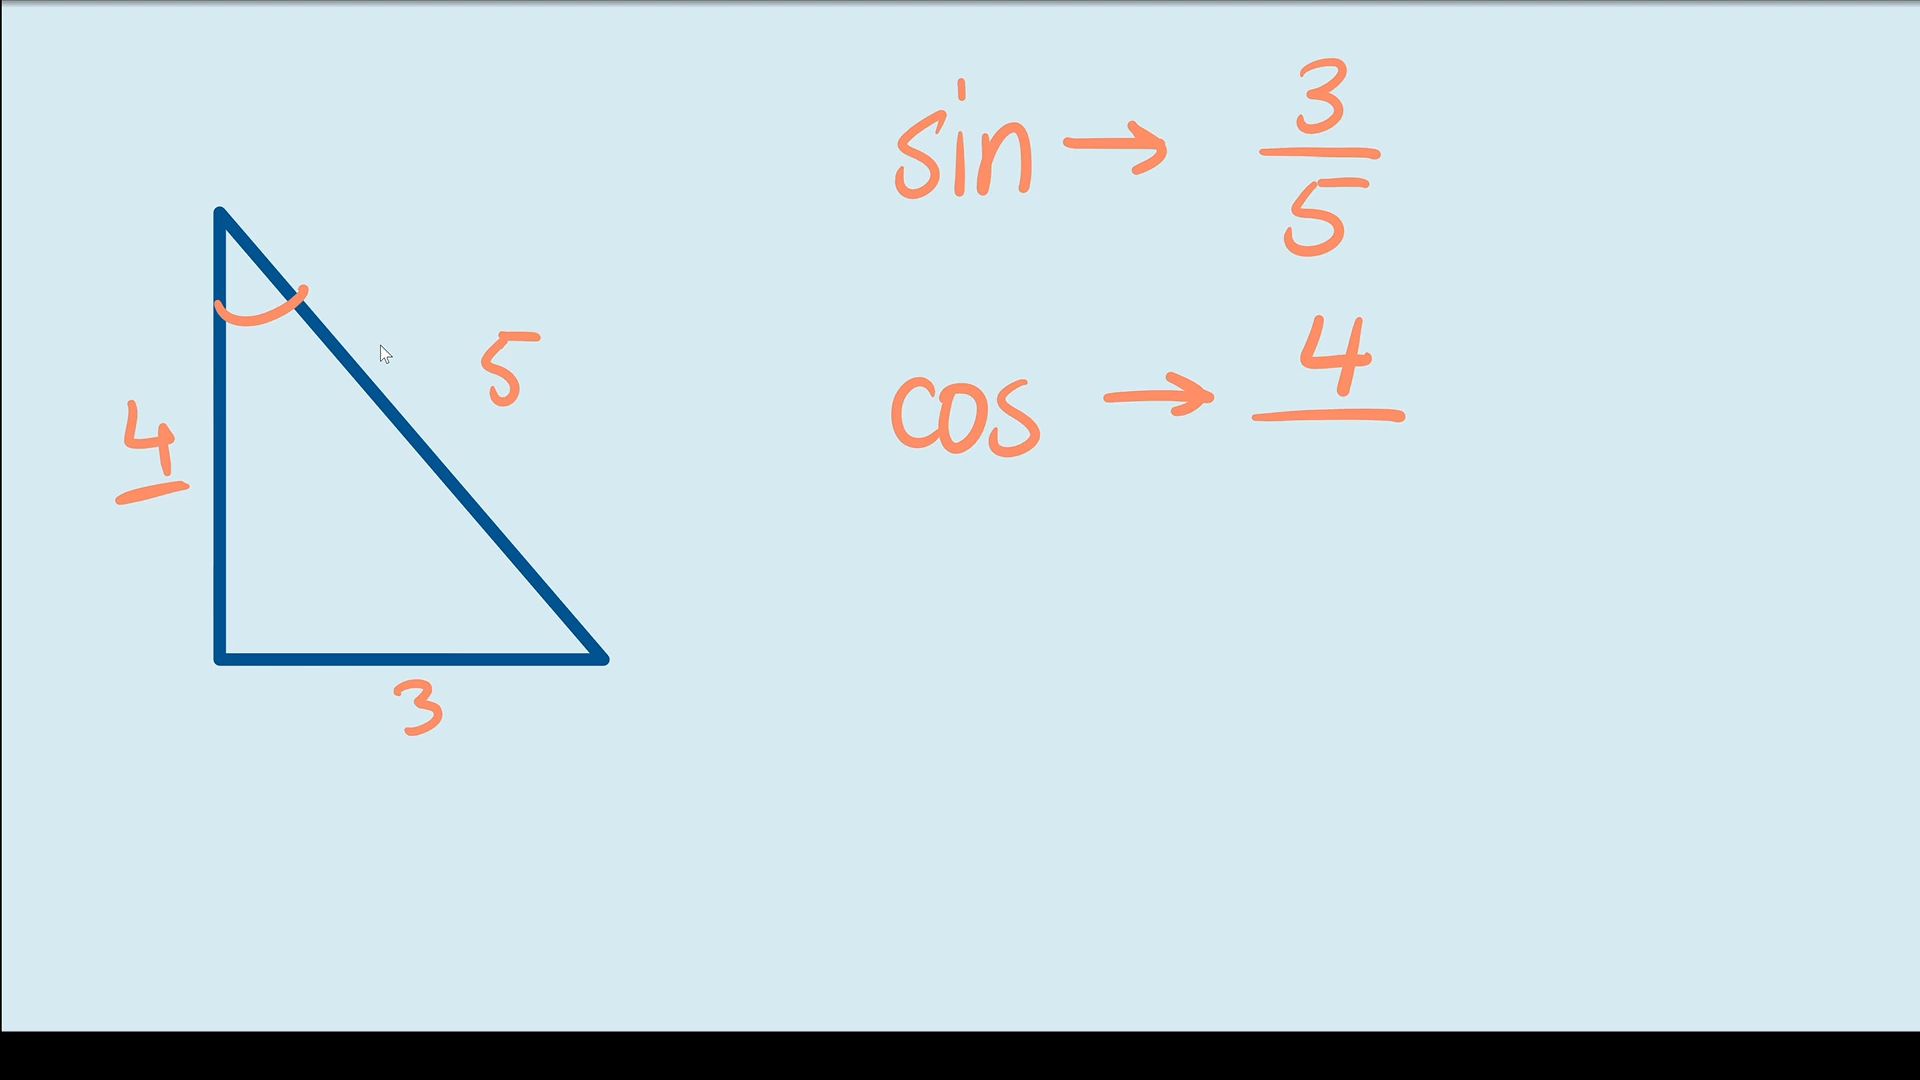 sin → 3/5
5
cos → 4/
4
3